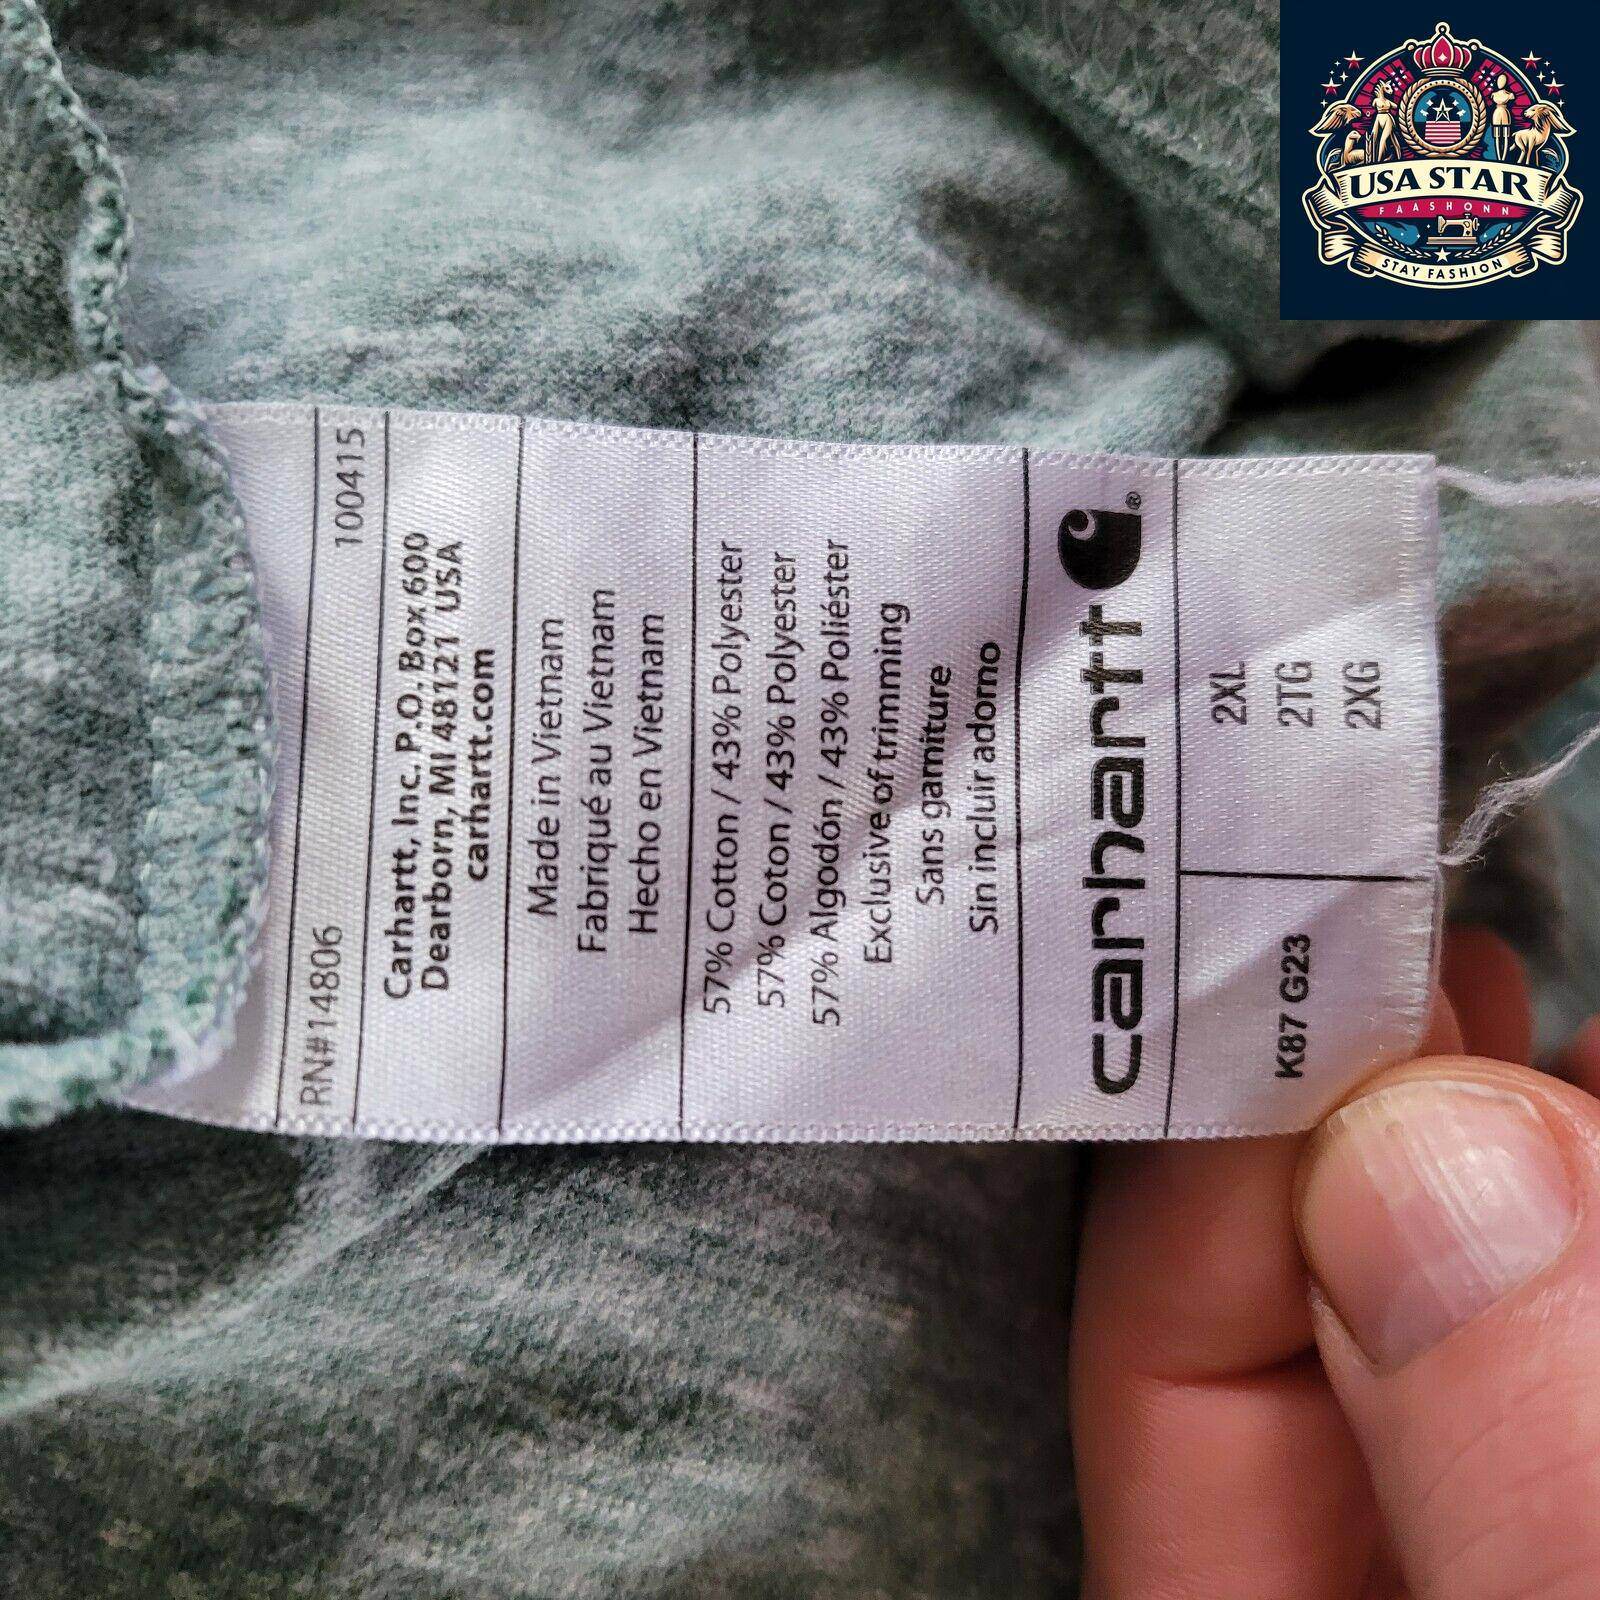 USA STAR
FAASHONN
STAY FASHION
2XL
2TG
2XG
K87 G23
carhartt®
57% Cotton / 43% Polyester
57% Coton / 43% Polyester
57% Algodón / 43% Poliéster
Exclusive of trimming
Sans garniture
Sin incluir adorno
Made in Vietnam
Fabriqué au Vietnam
Hecho en Vietnam
Carhartt, Inc. P.O. Box 600
Dearborn, MI 48121 USA
carhartt.com
RN#14806 100415